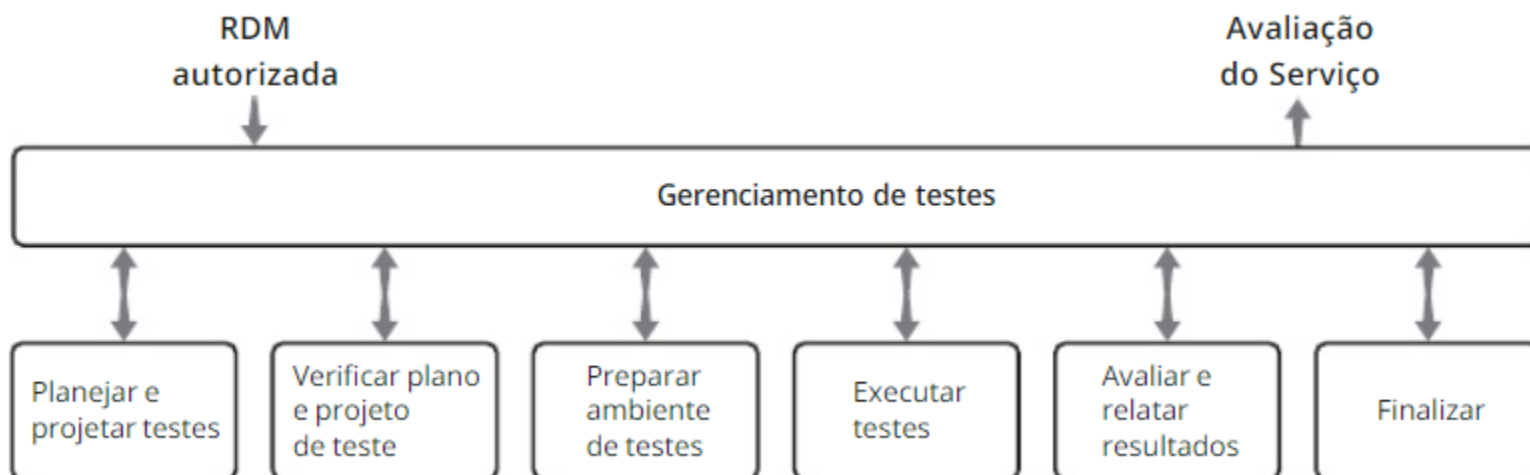 RDM
autorizada
Avaliação
do Serviço
Gerenciamento de testes
Planejar e
projetar testes
Verificar plano
e projeto
de teste
Preparar
ambiente
de testes
Executar
testes
Avaliar e
relatar
resultados
Finalizar